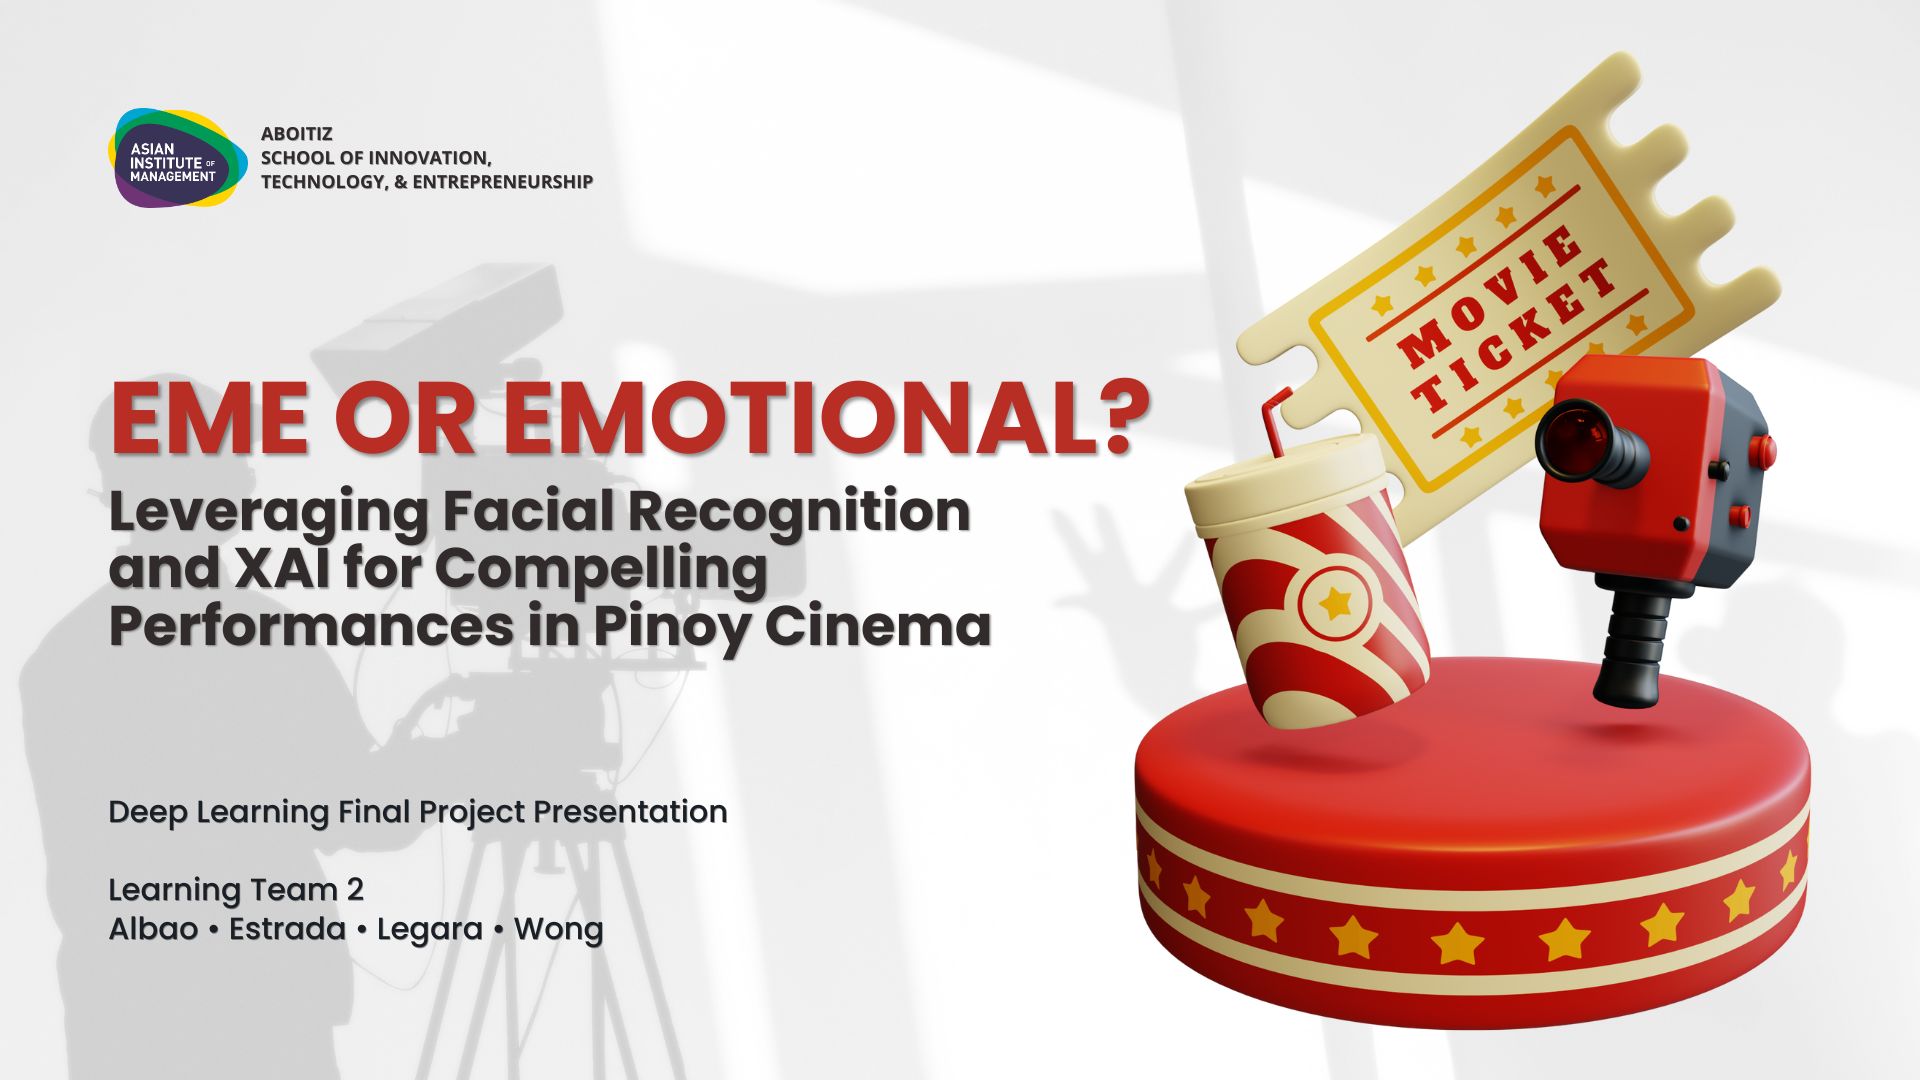 ASIAN
INSTITUTE OF
MANAGEMENT
ABOITIZ
SCHOOL OF INNOVATION,
TECHNOLOGY, & ENTREPRENEURSHIP
MOVIE
TICKET
EME OR EMOTIONAL?
Leveraging Facial Recognition
and XAI for Compelling
Performances in Pinoy Cinema
Deep Learning Final Project Presentation
Learning Team 2
Albao • Estrada • Legara • Wong